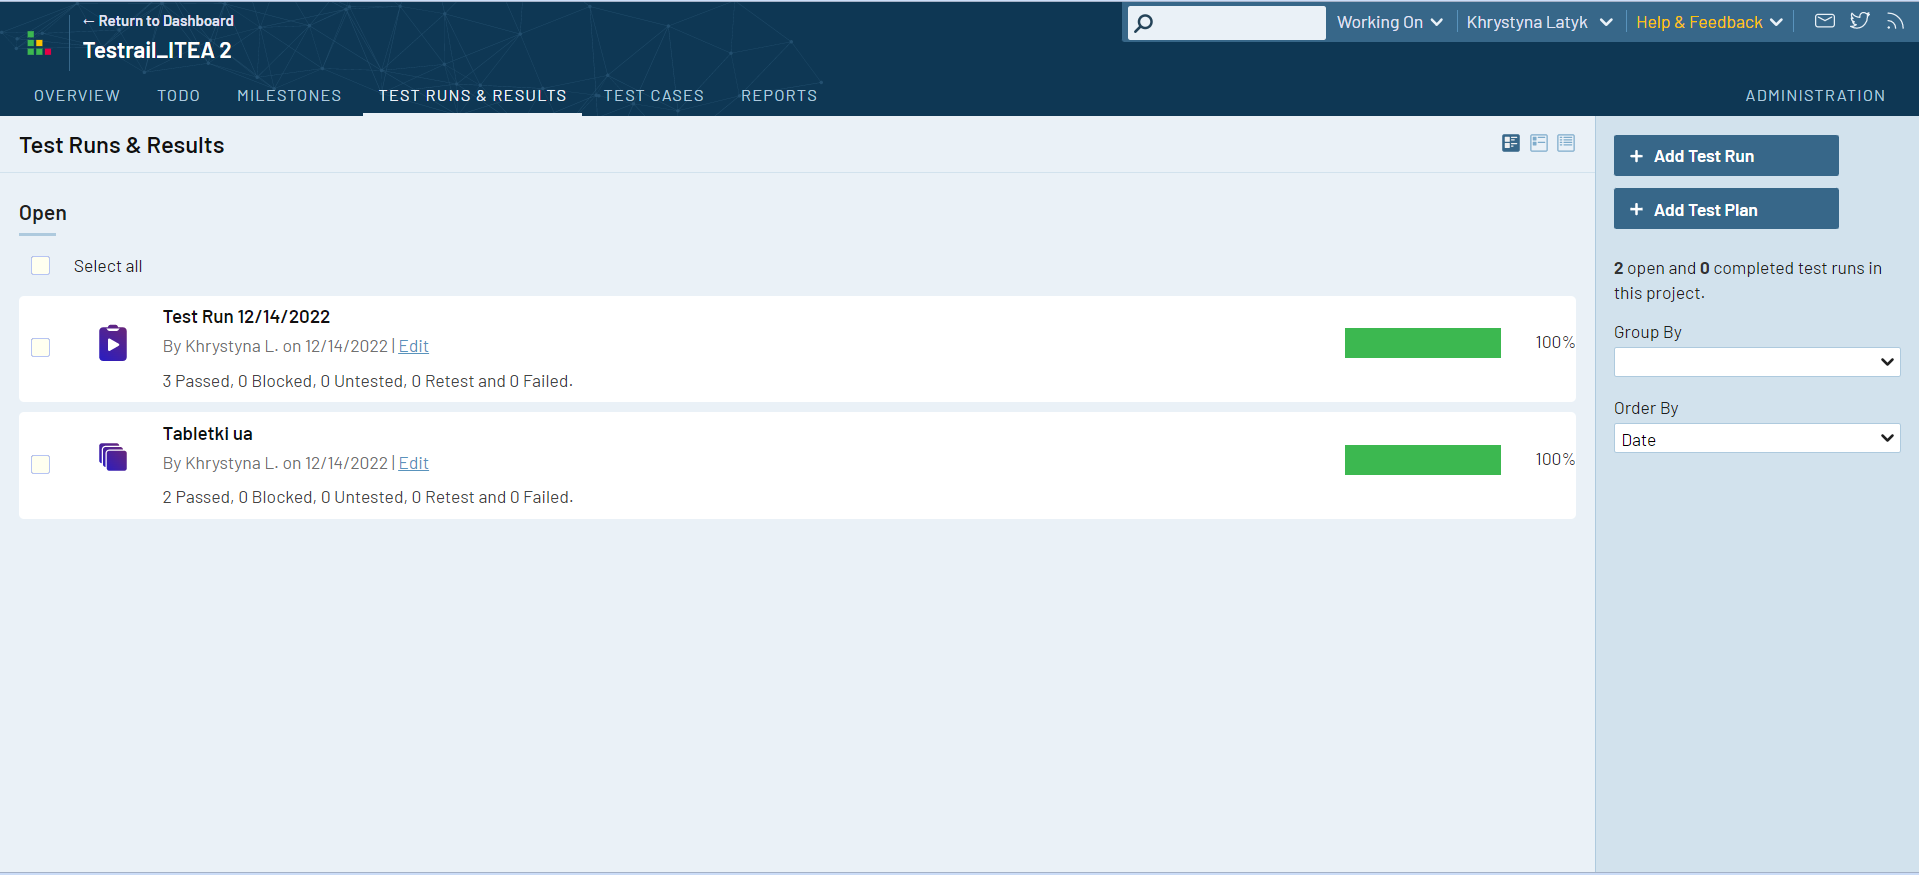 ← Return to Dashboard
Testrail_ITEA 2
Working On
Khrystyna Latyk
Help & Feedback
OVERVIEW
TODO
MILESTONES
TEST RUNS & RESULTS
TEST CASES
REPORTS
ADMINISTRATION
Test Runs & Results
Open
Select all
Test Run 12/14/2022
By Khrystyna L. on 12/14/2022 | Edit
3 Passed, 0 Blocked, 0 Untested, 0 Retest and 0 Failed.
100%
Tabletki ua
By Khrystyna L. on 12/14/2022 | Edit
2 Passed, 0 Blocked, 0 Untested, 0 Retest and 0 Failed.
100%
+ Add Test Run
+ Add Test Plan
2 open and 0 completed test runs in
this project.
Group By
Order By
Date